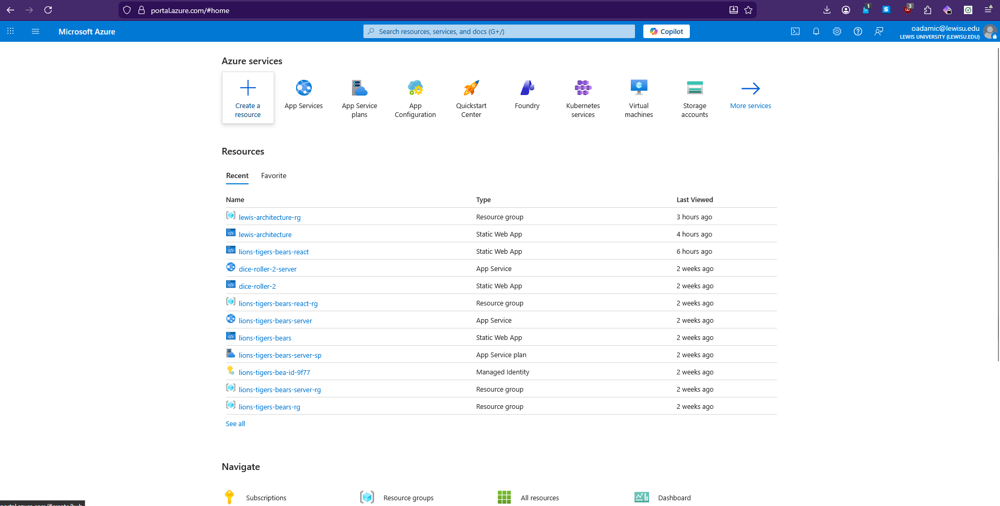 portal.azure.com/#home
1
3
Microsoft Azure
Search resources, services, and docs (G+/)
Copilot
oadamic@lewisu.edu
LEWIS UNIVERSITY (LEWISU.EDU)
Azure services
Create a resource
App Services
App Service plans
App Configuration
Quickstart Center
Foundry
Kubernetes services
Virtual machines
Storage accounts
More services
Resources
Recent Favorite
Name Type Last Viewed
lewis-architecture-rg Resource group 3 hours ago
lewis-architecture Static Web App 4 hours ago
lions-tigers-bears-react Static Web App 6 hours ago
dice-roller-2-server App Service 2 weeks ago
dice-roller-2 Static Web App 2 weeks ago
lions-tigers-bears-react-rg Resource group 2 weeks ago
lions-tigers-bears-server App Service 2 weeks ago
lions-tigers-bears Static Web App 2 weeks ago
lions-tigers-bears-server-sp App Service plan 2 weeks ago
lions-tigers-bea-id-9f77 Managed Identity 2 weeks ago
lions-tigers-bears-server-rg Resource group 2 weeks ago
lions-tigers-bears-rg Resource group 2 weeks ago
See all
Navigate
Subscriptions Resource groups All resources Dashboard